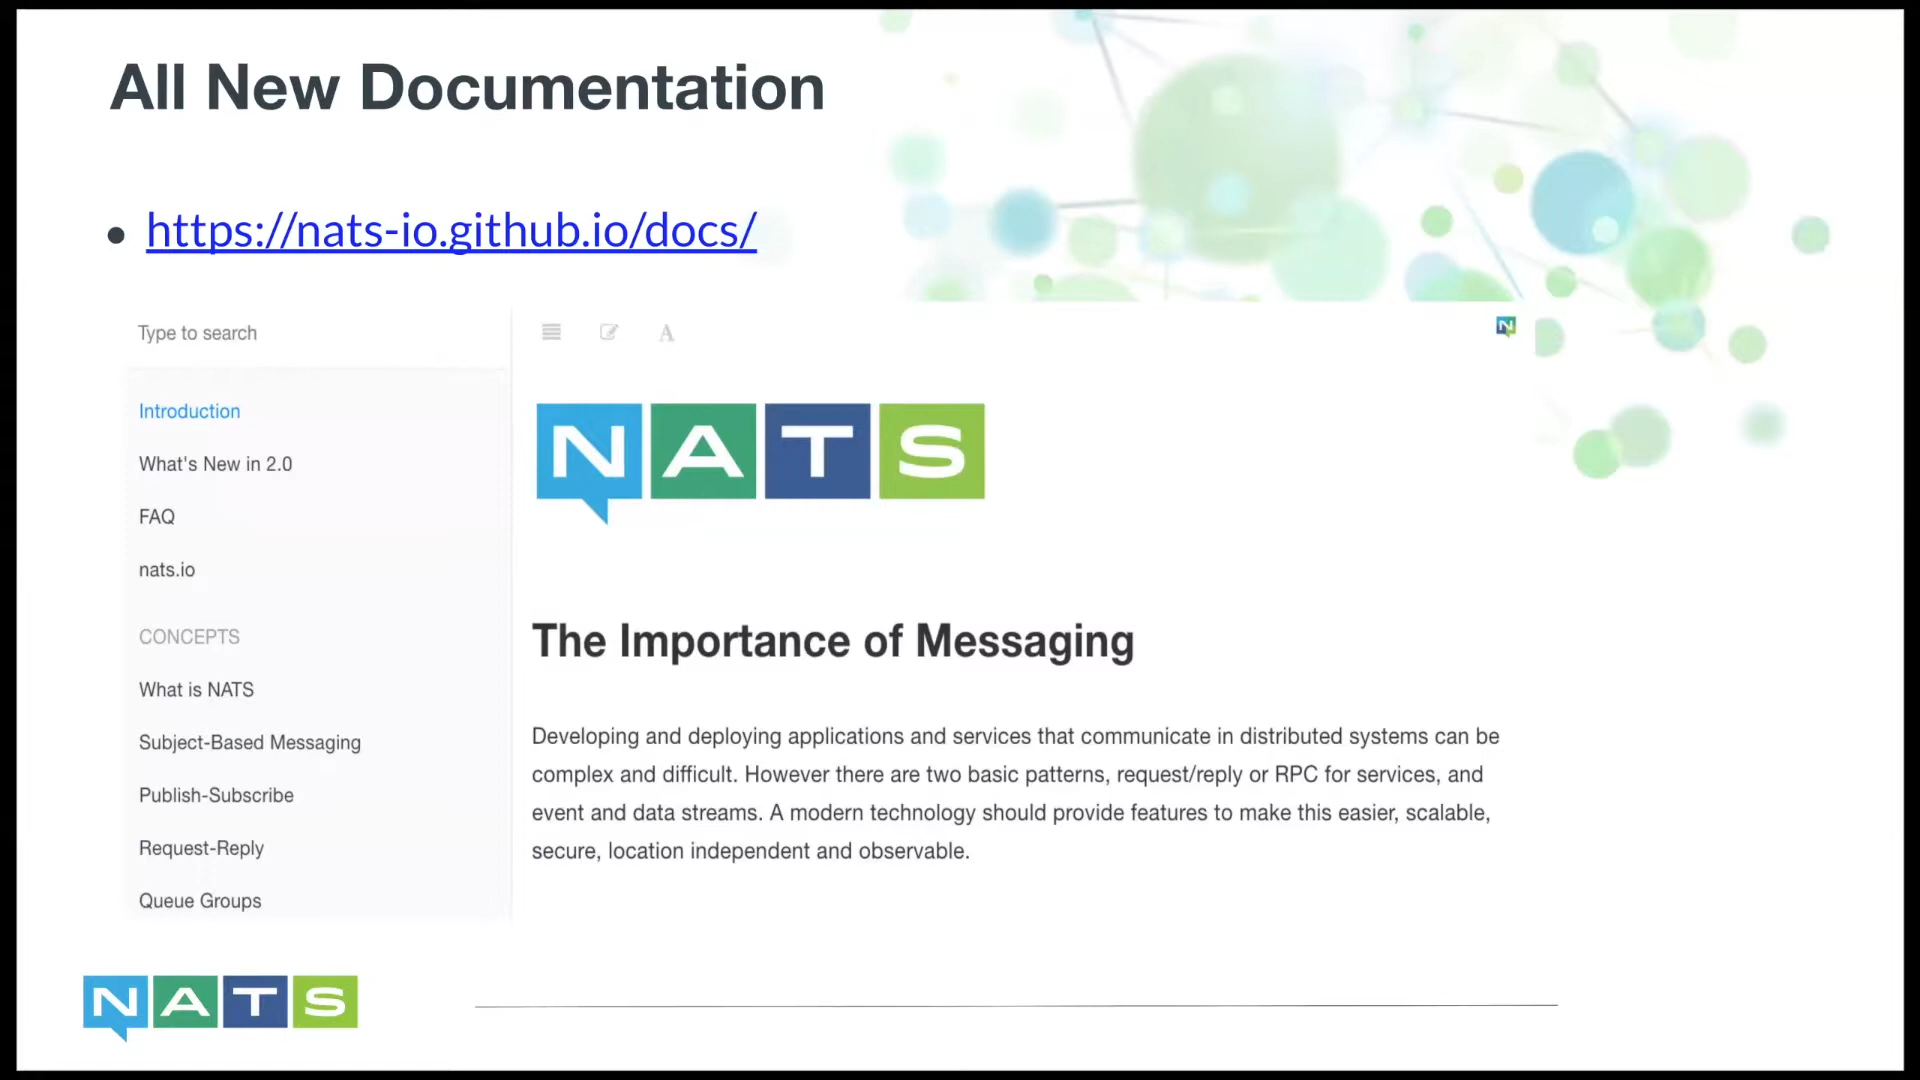 All New Documentation
• https://nats-io.github.io/docs/
Type to search
A
N
Introduction
What's New in 2.0
FAQ
nats.io
CONCEPTS
What is NATS
Subject-Based Messaging
Publish-Subscribe
Request-Reply
Queue Groups
NATS
The Importance of Messaging
Developing and deploying applications and services that communicate in distributed systems can be
complex and difficult. However there are two basic patterns, request/reply or RPC for services, and
event and data streams. A modern technology should provide features to make this easier, scalable,
secure, location independent and observable.
NATS